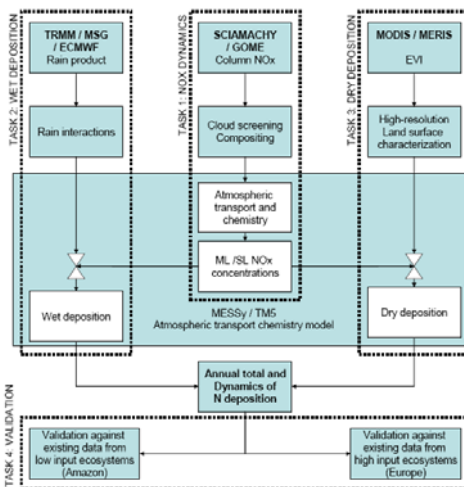 TASK 2: WET DEPOSITION
TRMM / MSG
/ ECMWF
Rain product
Rain interactions
TASK 1: NOX DYNAMICS
SCIAMACHY
/ GOME
Column NOx
Cloud screening
Compositing
TASK 3: DRY DEPOSITION
MODIS / MERIS
EVI
High-resolution
Land surface
characterization
Atmospheric
transport and
chemistry
ML /SL NOx
concentrations
Wet deposition
MESSy / TM5
Atmospheric transport chemistry model
Dry deposition
Annual total and
Dynamics of
N deposition
TASK 4: VALIDATION
Validation against
existing data from
low input ecosystems
(Amazon)
Validation against
existing data from
high input ecosystems
(Europe)